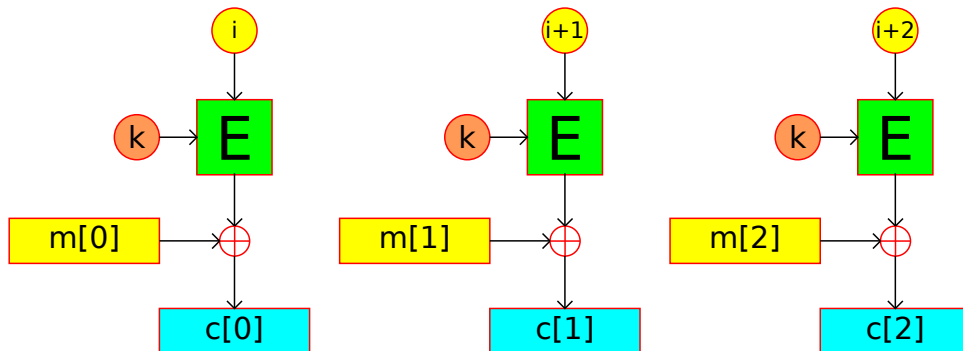 i i+1 i+2
k E k E k E
m[0] m[1] m[2]
c[0] c[1] c[2]